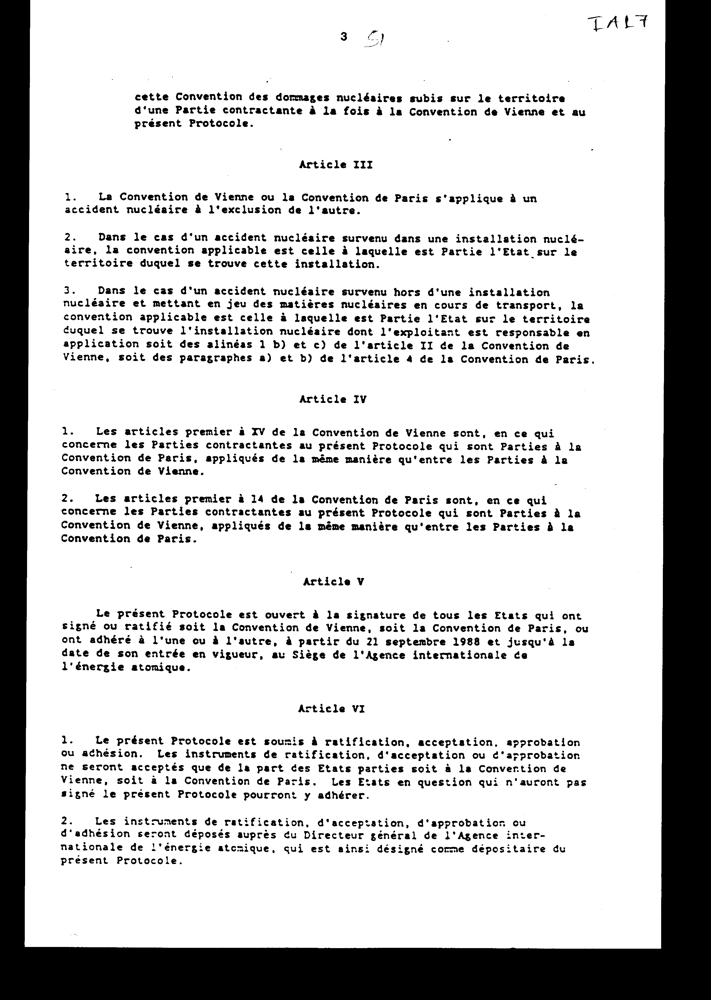 IAL7
3 51
cette Convention des dommages nucléaires subis sur le territoire
d'une Partie contractante à la fois à la Convention de Vienne et au
présent Protocole.
Article III
1. La Convention de Vienne ou la Convention de Paris s'applique à un
accident nucléaire à l'exclusion de l'autre.
2. Dans le cas d'un accident nucléaire survenu dans une installation nuclé-
aire, la convention applicable est celle à laquelle est Partie l'Etat sur le
territoire duquel se trouve cette installation.
3. Dans le cas d'un accident nucléaire survenu hors d'une installation
nucléaire et mettant en jeu des matières nucléaires en cours de transport, la
convention applicable est celle à laquelle est Partie l'Etat sur le territoire
duquel se trouve l'installation nucléaire dont l'exploitant est responsable en
application soit des alinéas 1 b) et c) de l'article II de la Convention de
Vienne, soit des paragraphes a) et b) de l'article 4 de la Convention de Paris.
Article IV
1. Les articles premier à XV de la Convention de Vienne sont, en ce qui
concerne les Parties contractantes au présent Protocole qui sont Parties à la
Convention de Paris, appliqués de la même manière qu'entre les Parties à la
Convention de Vienne.
2. Les articles premier à 14 de la Convention de Paris sont, en ce qui
concerne les Parties contractantes au présent Protocole qui sont Parties à la
Convention de Vienne, appliqués de la même manière qu'entre les Parties à la
Convention de Paris.
Article V
Le présent Protocole est ouvert à la signature de tous les Etats qui ont
signé ou ratifié soit la Convention de Vienne, soit la Convention de Paris, ou
ont adhéré à l'une ou à l'autre, à partir du 21 septembre 1988 et jusqu'à la
date de son entrée en vigueur, au Siège de l'Agence internationale de
l'énergie atomique.
Article VI
1. Le présent Protocole est soumis à ratification, acceptation, approbation
ou adhésion. Les instruments de ratification, d'acceptation ou d'approbation
ne seront acceptés que de la part des Etats parties soit à la Convention de
Vienne, soit à la Convention de Paris. Les Etats en question qui n'auront pas
signé le présent Protocole pourront y adhérer.
2. Les instruments de ratification, d'acceptation, d'approbation ou
d'adhésion seront déposés auprès du Directeur général de l'Agence inter-
nationale de l'énergie atomique, qui est ainsi désigné comme dépositaire du
présent Protocole.